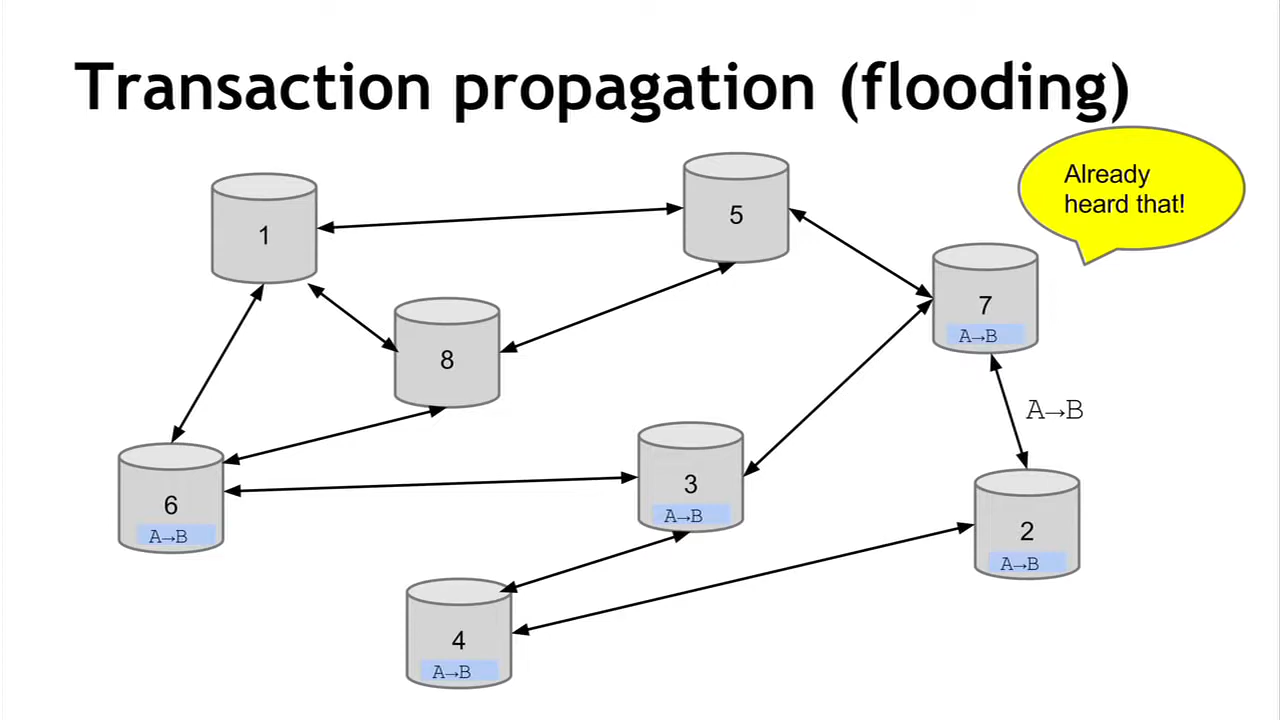 Transaction propagation (flooding)
Already
heard that!
1
5
7
A→B
8
A→B
6
A→B
3
A→B
2
A→B
4
A→B